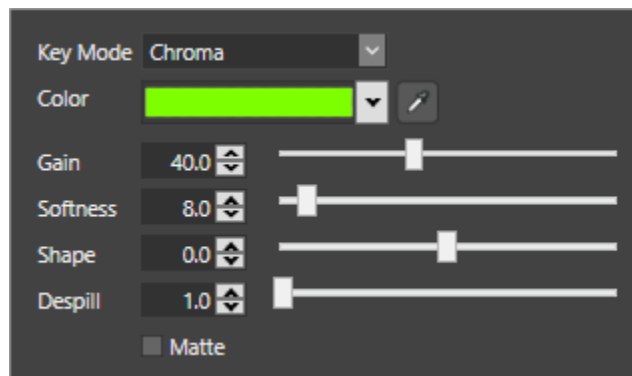 Key Mode Chroma
Color
Gain 40.0
Softness 8.0
Shape 0.0
Despill 1.0
Matte